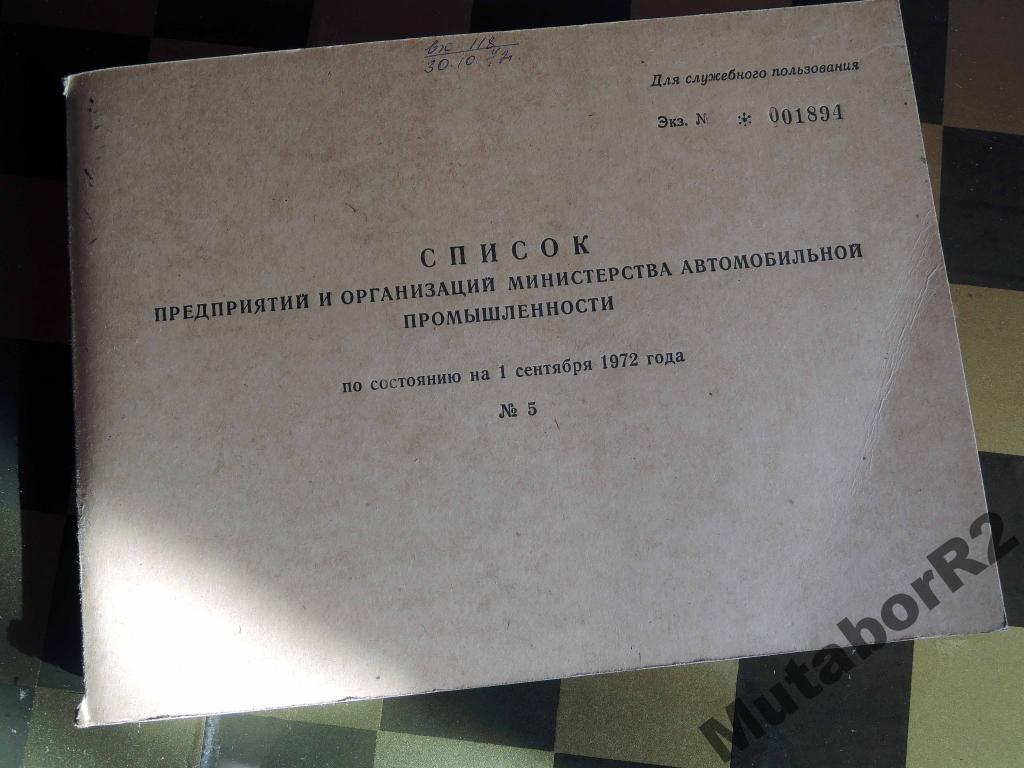 вх 118
30.10.72
Для служебного пользования
Экз. № * 001894
СПИСОК
ПРЕДПРИЯТИЙ И ОРГАНИЗАЦИЙ МИНИСТЕРСТВА АВТОМОБИЛЬНОЙ
ПРОМЫШЛЕННОСТИ
по состоянию на 1 сентября 1972 года
№ 5
MutaborR2